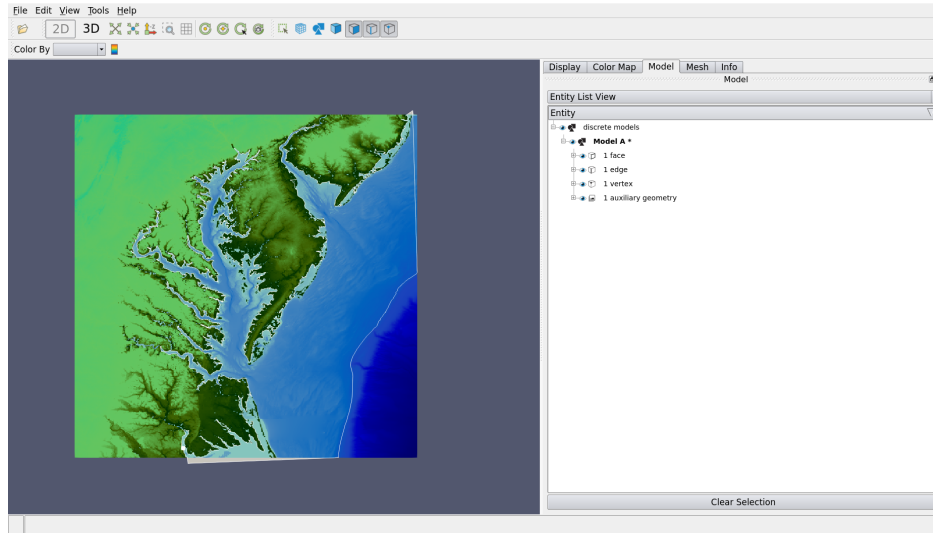 File Edit View Tools Help
2D 3D
Color By
Display Color Map Model Mesh Info
Model
Entity List View
Entity
discrete models
Model A *
1 face
1 edge
1 vertex
1 auxiliary geometry
Clear Selection